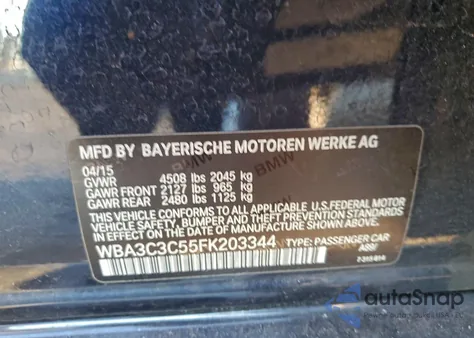 MFD BY BAYERISCHE MOTOREN WERKE AG
04/15
GVWR 4508 lbs 2045 kg
GAWR FRONT 2127 lbs 965 kg
GAWR REAR 2480 lbs 1125 kg
THIS VEHICLE CONFORMS TO ALL APPLICABLE U.S.FEDERAL MOTOR
VEHICLE SAFETY, BUMPER, AND THEFT PREVENTION STANDARDS
IN EFFECT ON THE DATE OF MANUFACTURE SHOWN ABOVE.
WBA3C3C55FK203344 TYPE: PASSENGER CAR
BMW
autaSnap